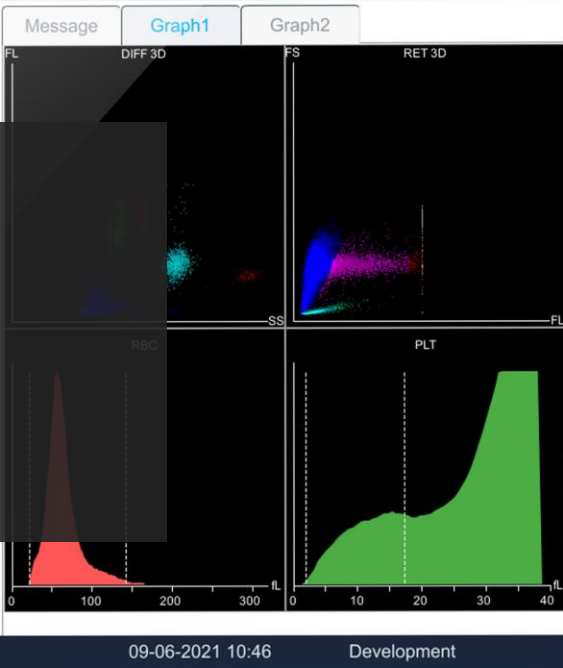 Message Graph1 Graph2
FL DIFF 3D FS RET 3D
SS FL
RBC PLT
fL fL
0 100 200 300 0 10 20 30 40
09-06-2021 10:46 Development